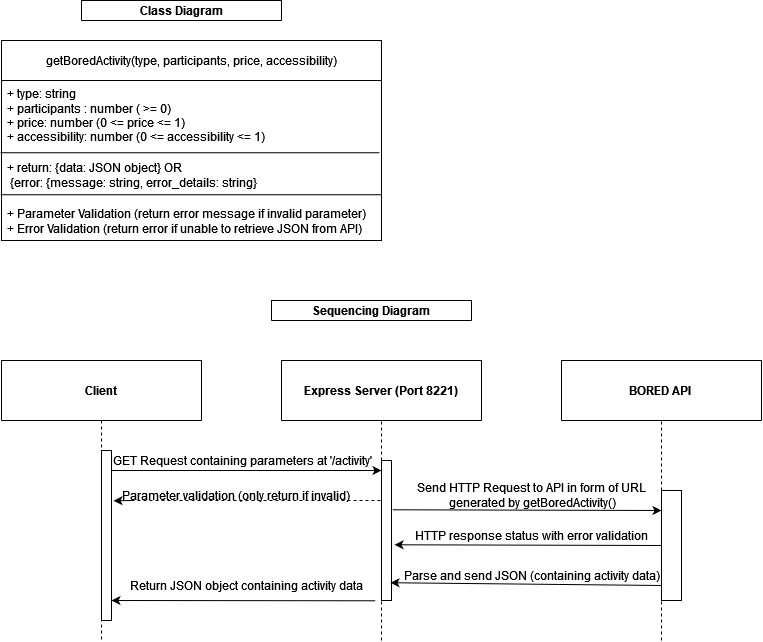 Class Diagram
getBoredActivity(type, participants, price, accessibility)
+ type: string
+ participants : number ( >= 0)
+ price: number (0 <= price <= 1)
+ accessibility: number (0 <= accessibility <= 1)
+ return: {data: JSON object} OR
{error: {message: string, error_details: string}
+ Parameter Validation (return error message if invalid parameter)
+ Error Validation (return error if unable to retrieve JSON from API)
Sequencing Diagram
Client
Express Server (Port 8221)
BORED API
GET Request containing parameters at '/activity'
Parameter validation (only return if invalid)
Send HTTP Request to API in form of URL
generated by getBoredActivity()
HTTP response status with error validation
Parse and send JSON (containing activity data)
Return JSON object containing activity data